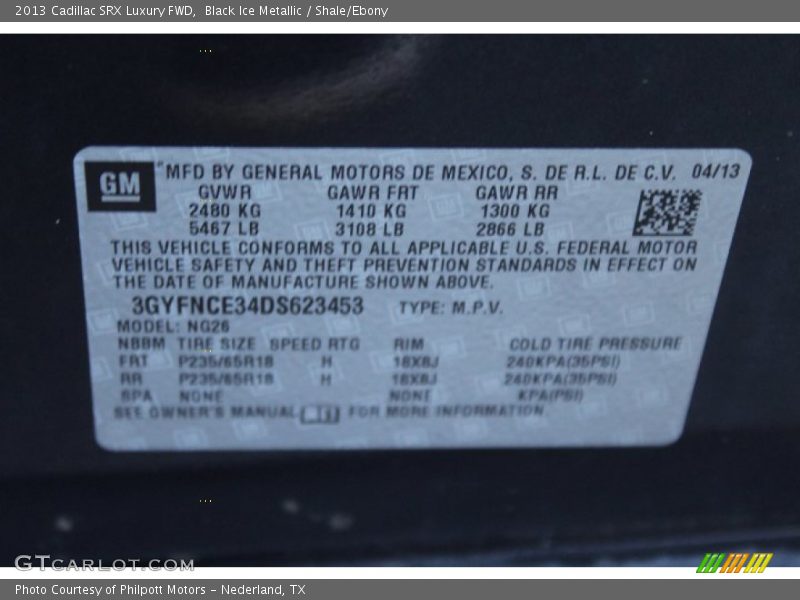 2013 Cadillac SRX Luxury FWD,  Black Ice Metallic / Shale/Ebony
GM MFD BY GENERAL MOTORS DE MEXICO, S. DE R.L. DE C.V. 04/13
GVWR GAWR FRT GAWR RR
2480 KG 1410 KG 1300 KG
5467 LB 3108 LB 2866 LB
THIS VEHICLE CONFORMS TO ALL APPLICABLE U.S. FEDERAL MOTOR
VEHICLE SAFETY AND THEFT PREVENTION STANDARDS IN EFFECT ON
THE DATE OF MANUFACTURE SHOWN ABOVE.
3GYFNCE34DS623453 TYPE: M.P.V.
MODEL: NG26
NBBM TIRE SIZE SPEED RTG RIM COLD TIRE PRESSURE
FRT P235/65R18 H 18X8J 240KPA(35PSI)
RR P235/65R18 H 18X8J 240KPA(35PSI)
SPA NONE NONE KPA(PSI)
SEE OWNER'S MANUAL FOR MORE INFORMATION
GTCARLOT.COM
Photo Courtesy of Philpott Motors - Nederland, TX